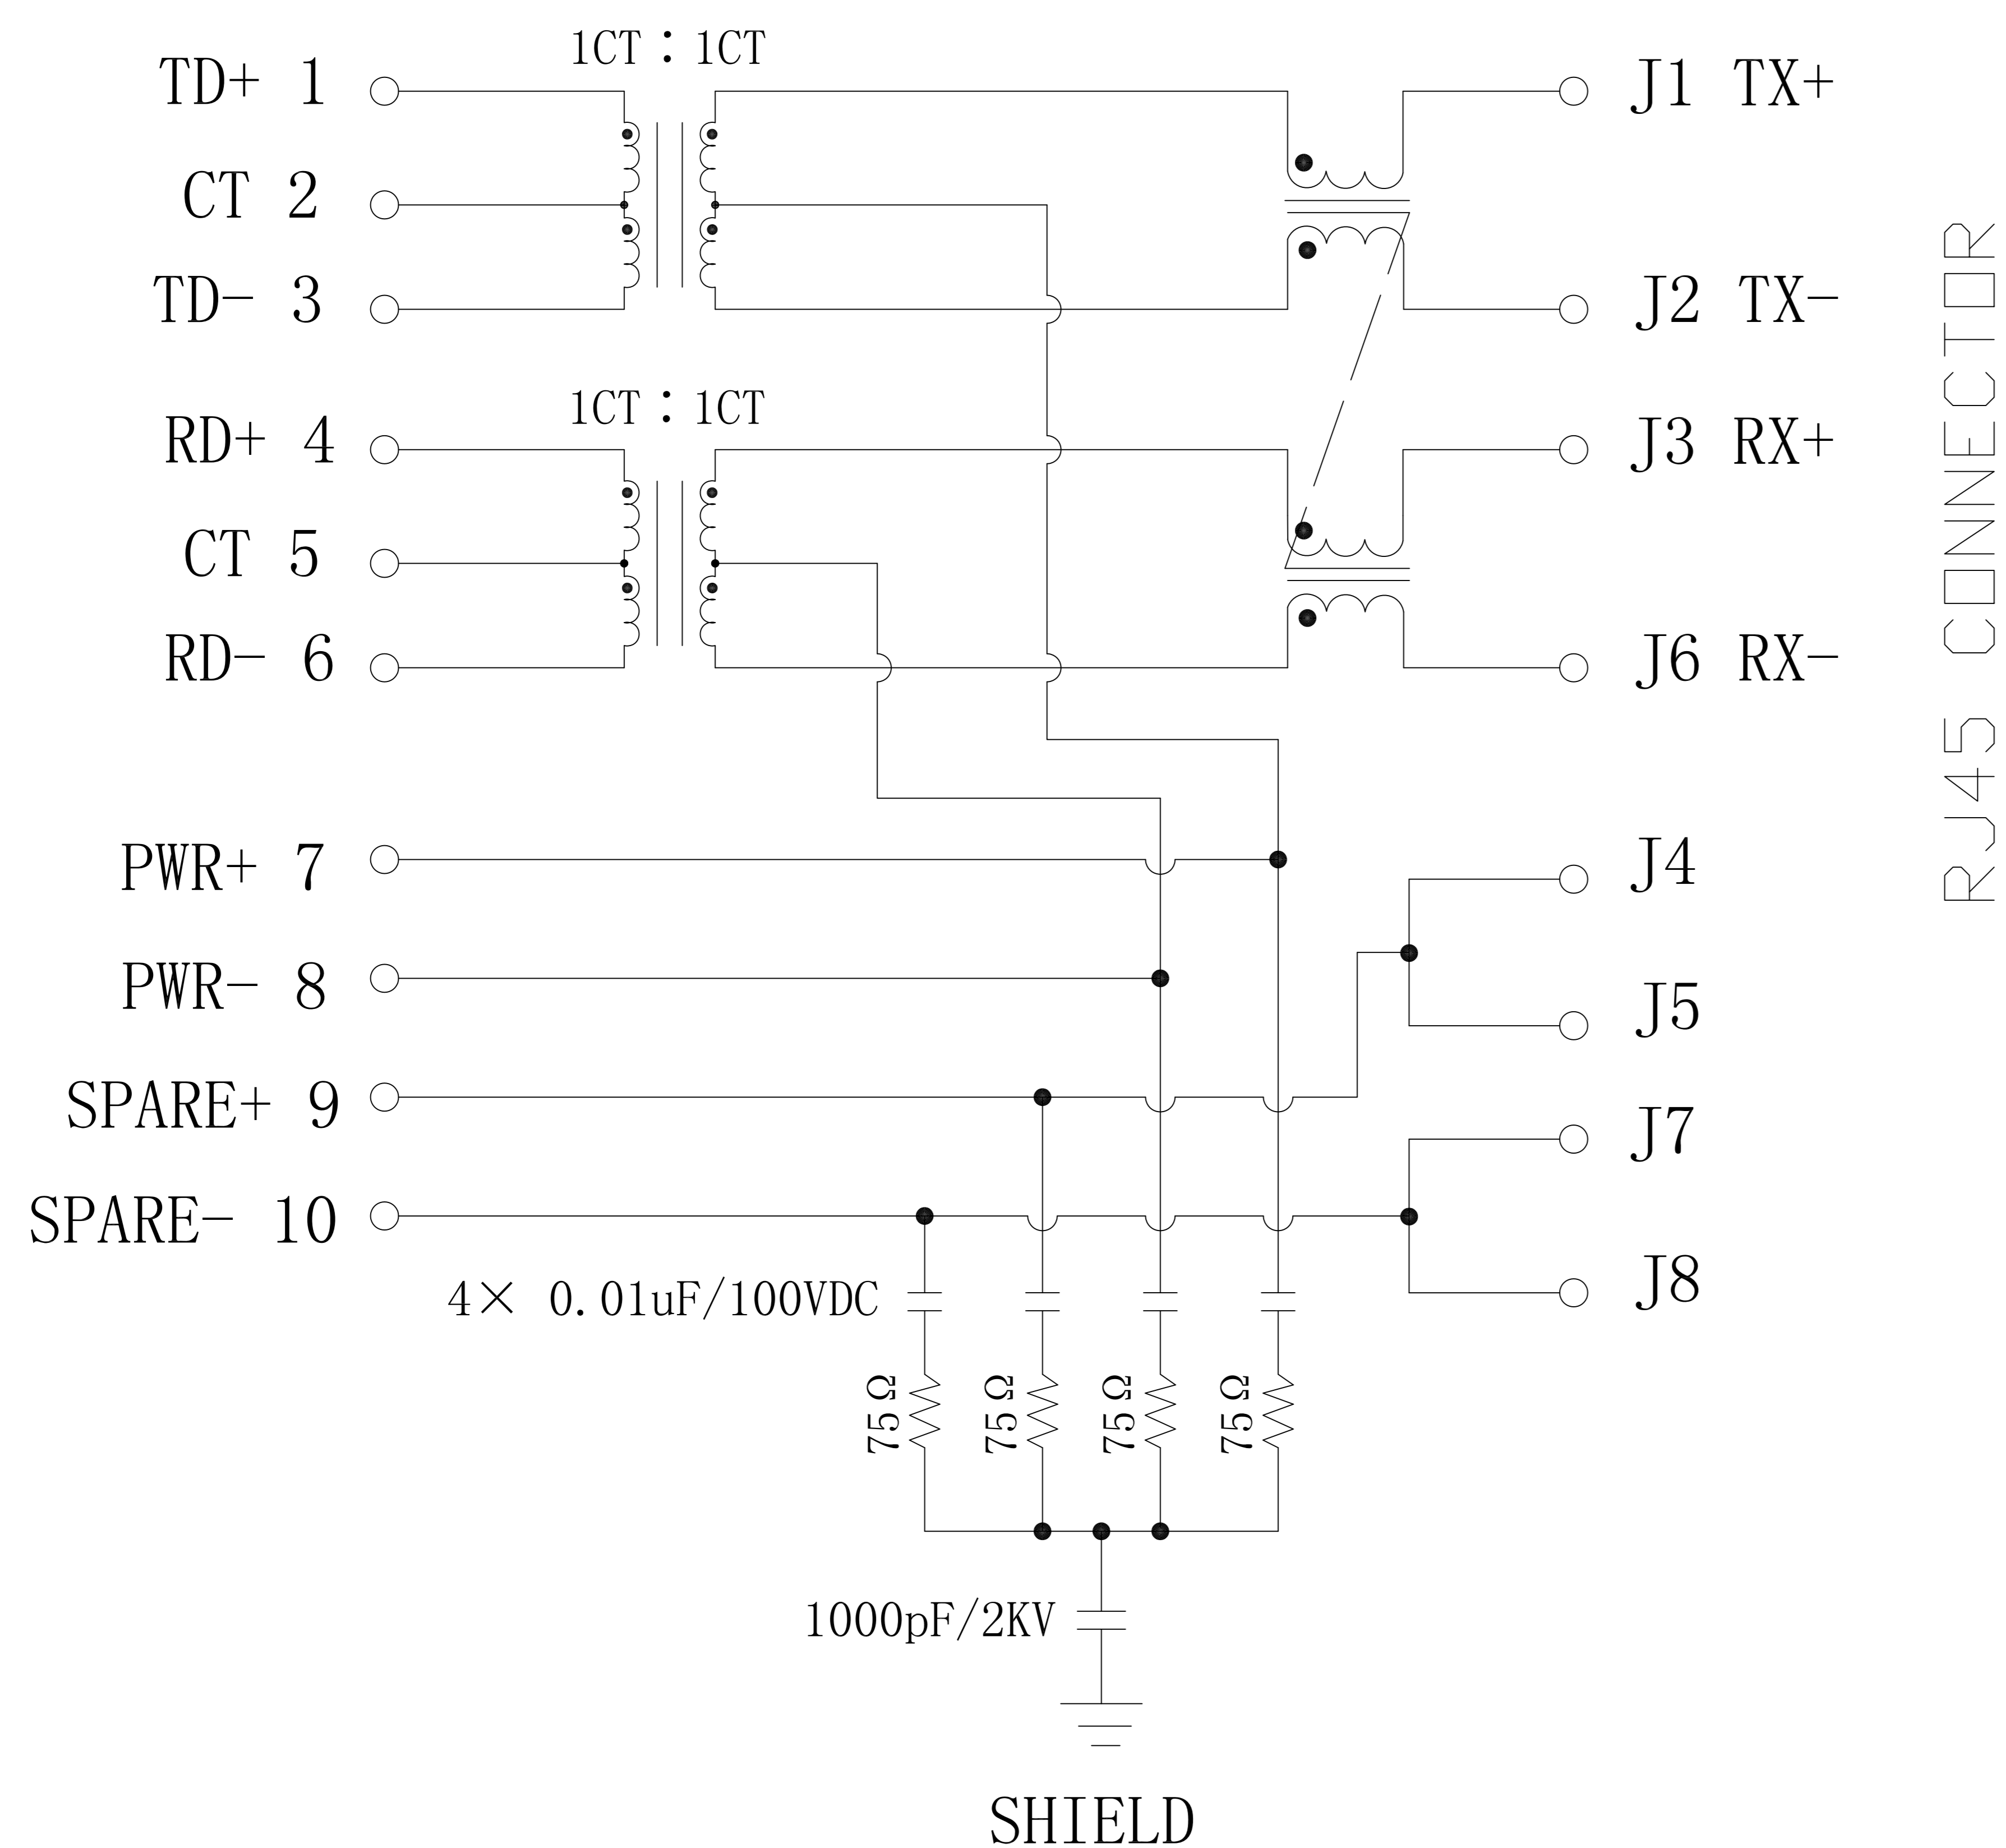 1CT : 1CT
TD+ 1
J1 TX+
CT 2
TD- 3
J2 TX-
1CT : 1CT
RD+ 4
J3 RX+
CT 5
RD- 6
J6 RX-
RJ45 CONNECTOR
PWR+ 7
J4
PWR- 8
J5
SPARE+ 9
J7
SPARE- 10
J8
4× 0.01uF/100VDC
75Ω
75Ω
75Ω
75Ω
1000pF/2KV
SHIELD